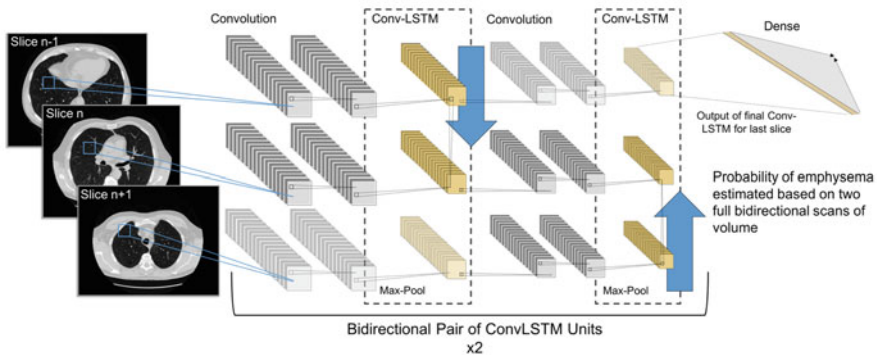 Convolution
Conv-LSTM
Convolution
Conv-LSTM
Dense
Slice n-1
Slice n
Slice n+1
Output of final Conv-
LSTM for last slice
Probability of emphysema
estimated based on two
full bidirectional scans of
volume
Max-Pool
Max-Pool
Bidirectional Pair of ConvLSTM Units
x2